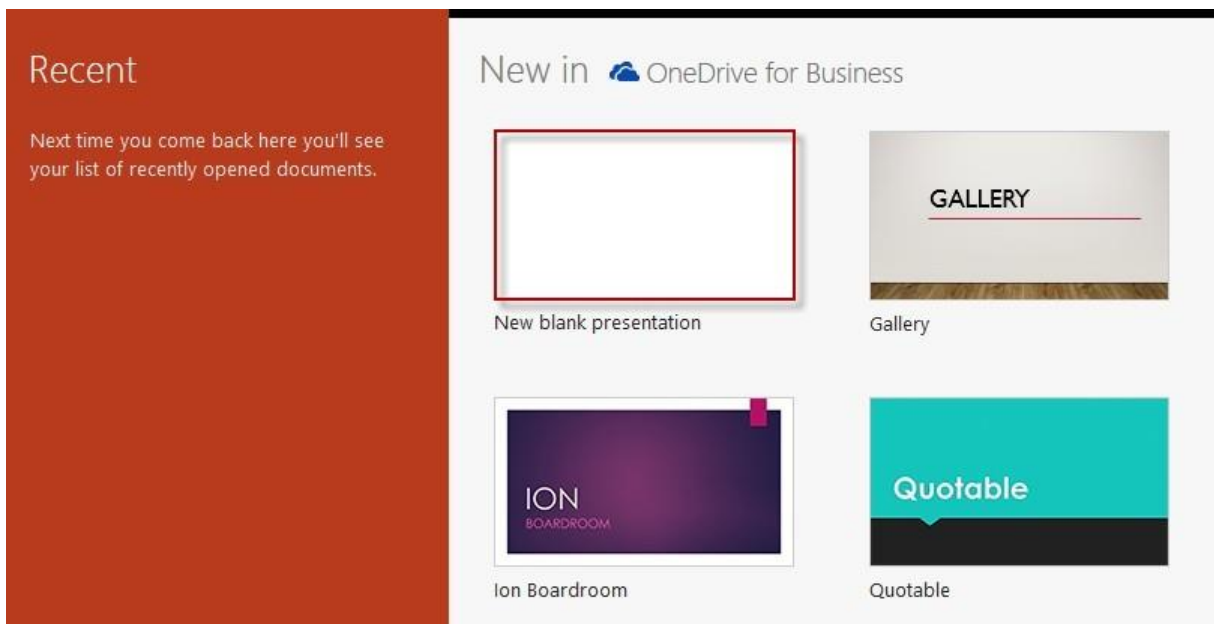 Recent
Next time you come back here you'll see
your list of recently opened documents.
New in OneDrive for Business
New blank presentation
GALLERY
Gallery
ION
BOARDROOM
Ion Boardroom
Quotable
Quotable